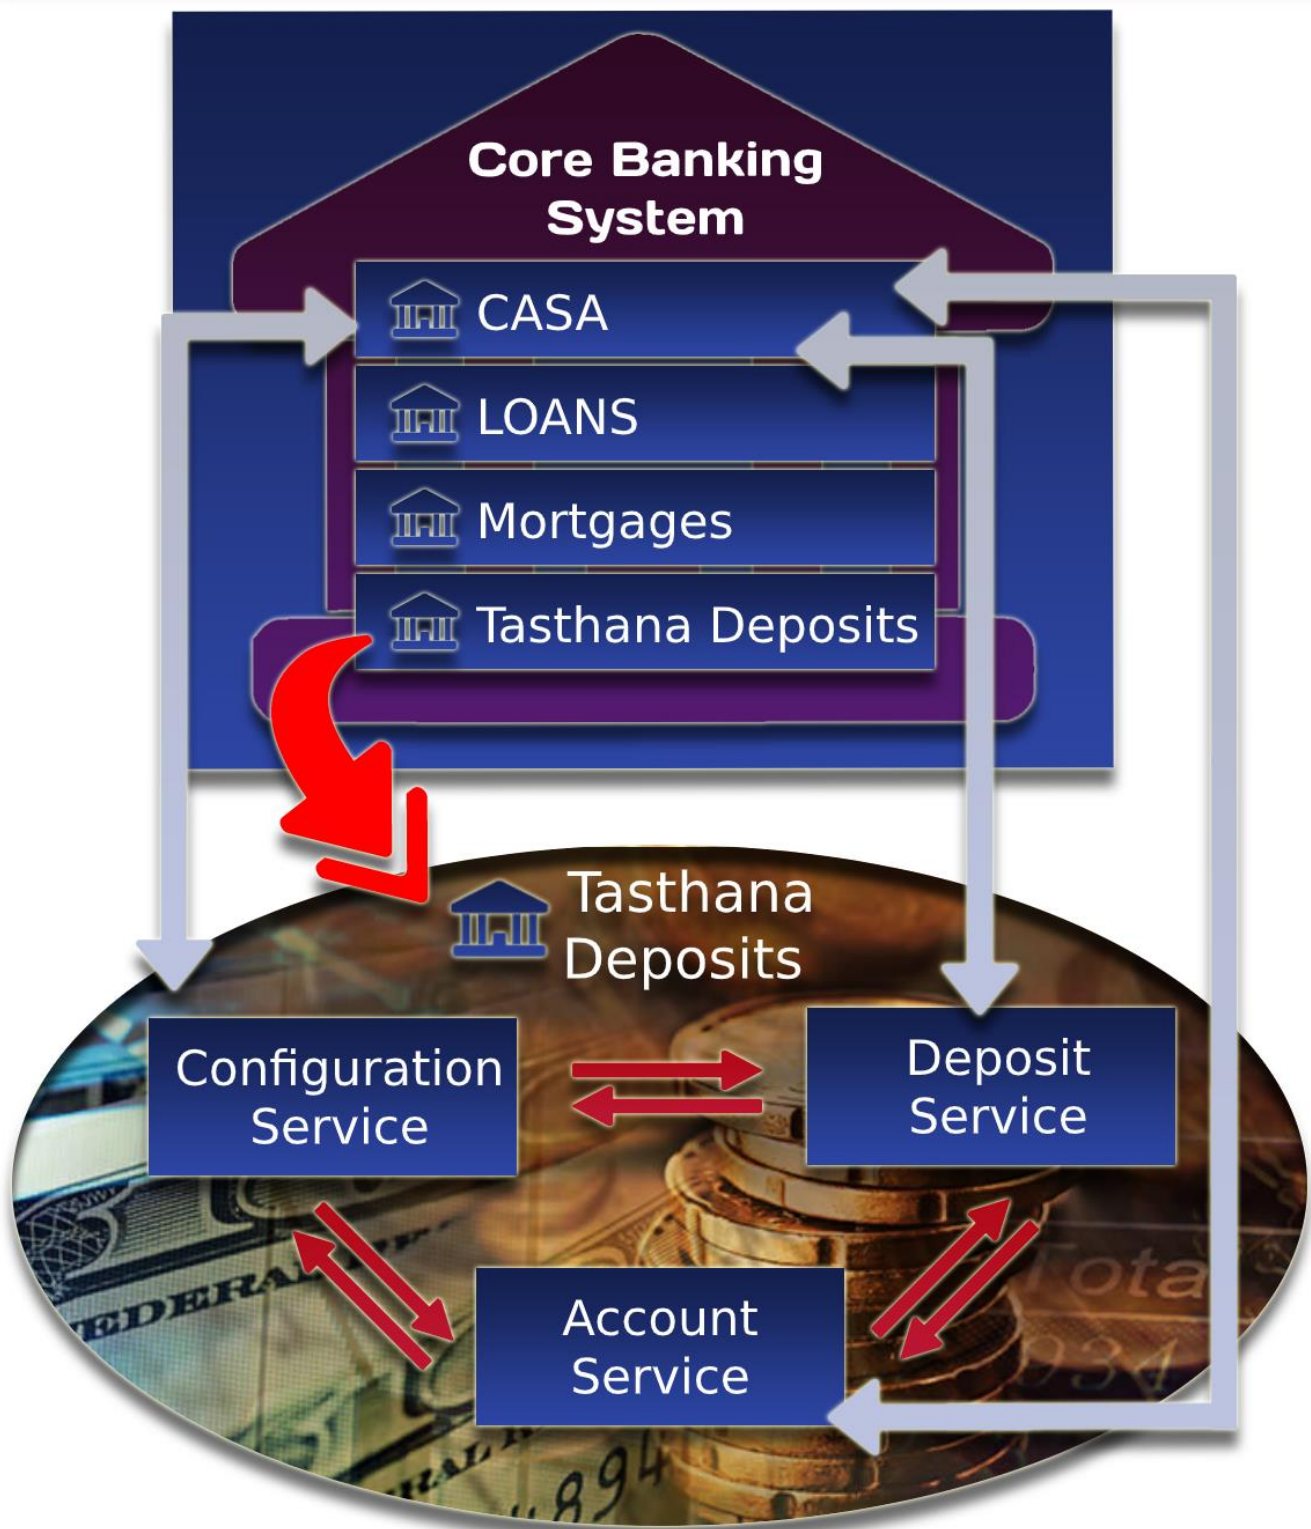 Core Banking
System
CASA
LOANS
Mortgages
Tasthana Deposits
Tasthana
Deposits
Configuration
Service
Deposit
Service
Account
Service